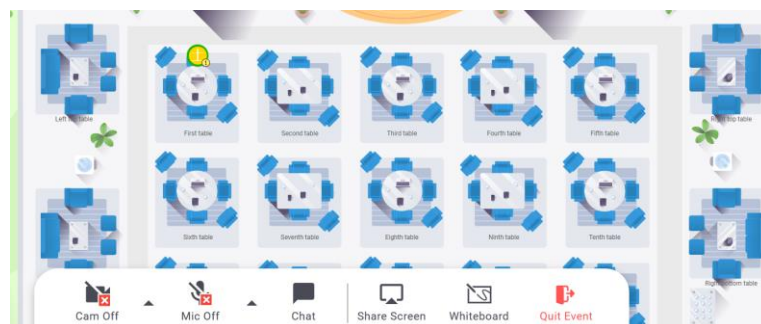 Left top table
First table
Second table
Third table
Fourth table
Fifth table
Right top table
Sixth table
Seventh table
Eighth table
Ninth table
Tenth table
Right bottom table
Cam Off
Mic Off
Chat
Share Screen
Whiteboard
Quit Event